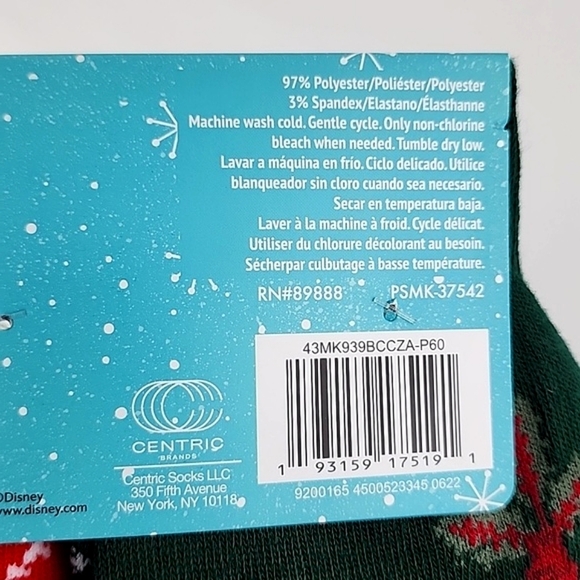 97% Polyester/Poliéster/Polyester
3% Spandex/Elastano/Élasthanne
Machine wash cold. Gentle cycle. Only non-chlorine
bleach when needed. Tumble dry low.
Lavar a máquina en frío. Ciclo delicado. Utilice
blanqueador sin cloro cuando sea necesario.
Secar en temperatura baja.
Laver à la machine à froid. Cycle délicat.
Utiliser du chlorure décolorant au besoin.
Sécherpar culbutage à basse température.
RN#89888 PSMK-37542
43MK939BCCZA-P60
1 93159 17519 1
9200165 4500523345 0622
CENTRIC
BRANDS
Centric Socks LLC
350 Fifth Avenue
New York, NY 10118
©Disney
www.disney.com